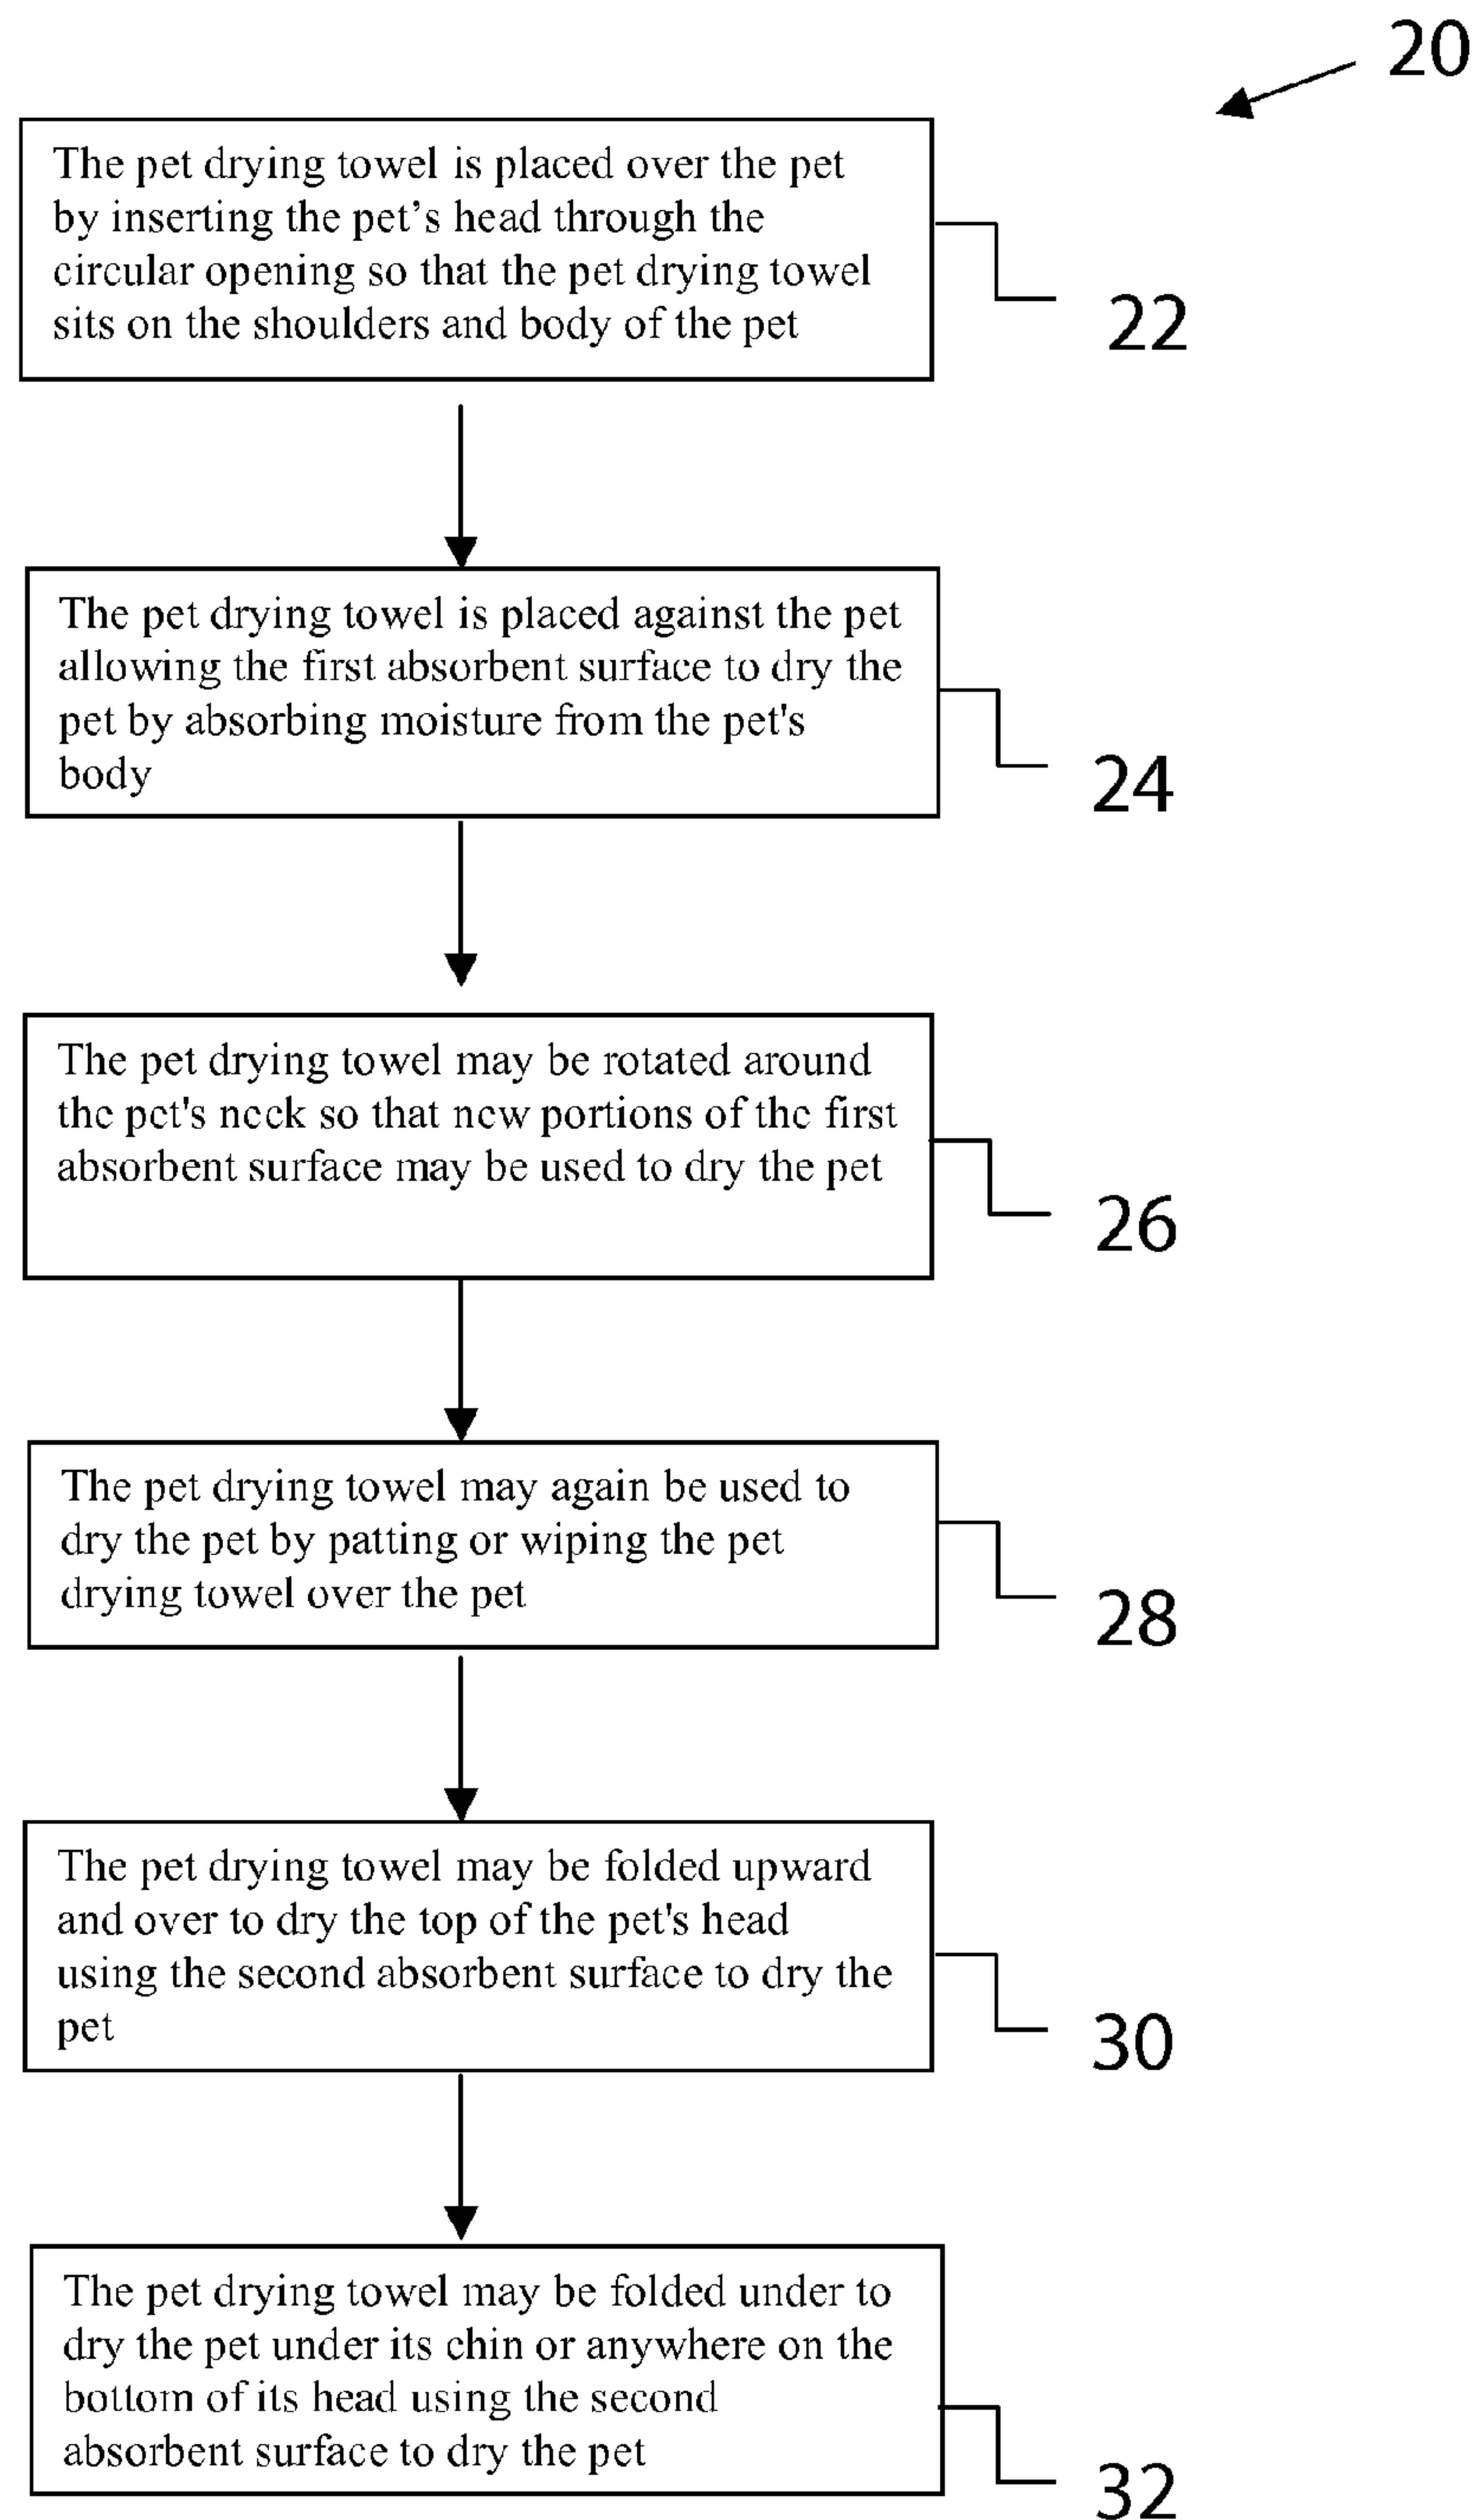 20
The pet drying towel is placed over the pet
by inserting the pet’s head through the
circular opening so that the pet drying towel
sits on the shoulders and body of the pet
22
The pet drying towel is placed against the pet
allowing the first absorbent surface to dry the
pet by absorbing moisture from the pet's
body
24
The pet drying towel may be rotated around
the pet's neck so that new portions of the first
absorbent surface may be used to dry the pet
26
The pet drying towel may again be used to
dry the pet by patting or wiping the pet
drying towel over the pet
28
The pet drying towel may be folded upward
and over to dry the top of the pet's head
using the second absorbent surface to dry the
pet
30
The pet drying towel may be folded under to
dry the pet under its chin or anywhere on the
bottom of its head using the second
absorbent surface to dry the pet
32